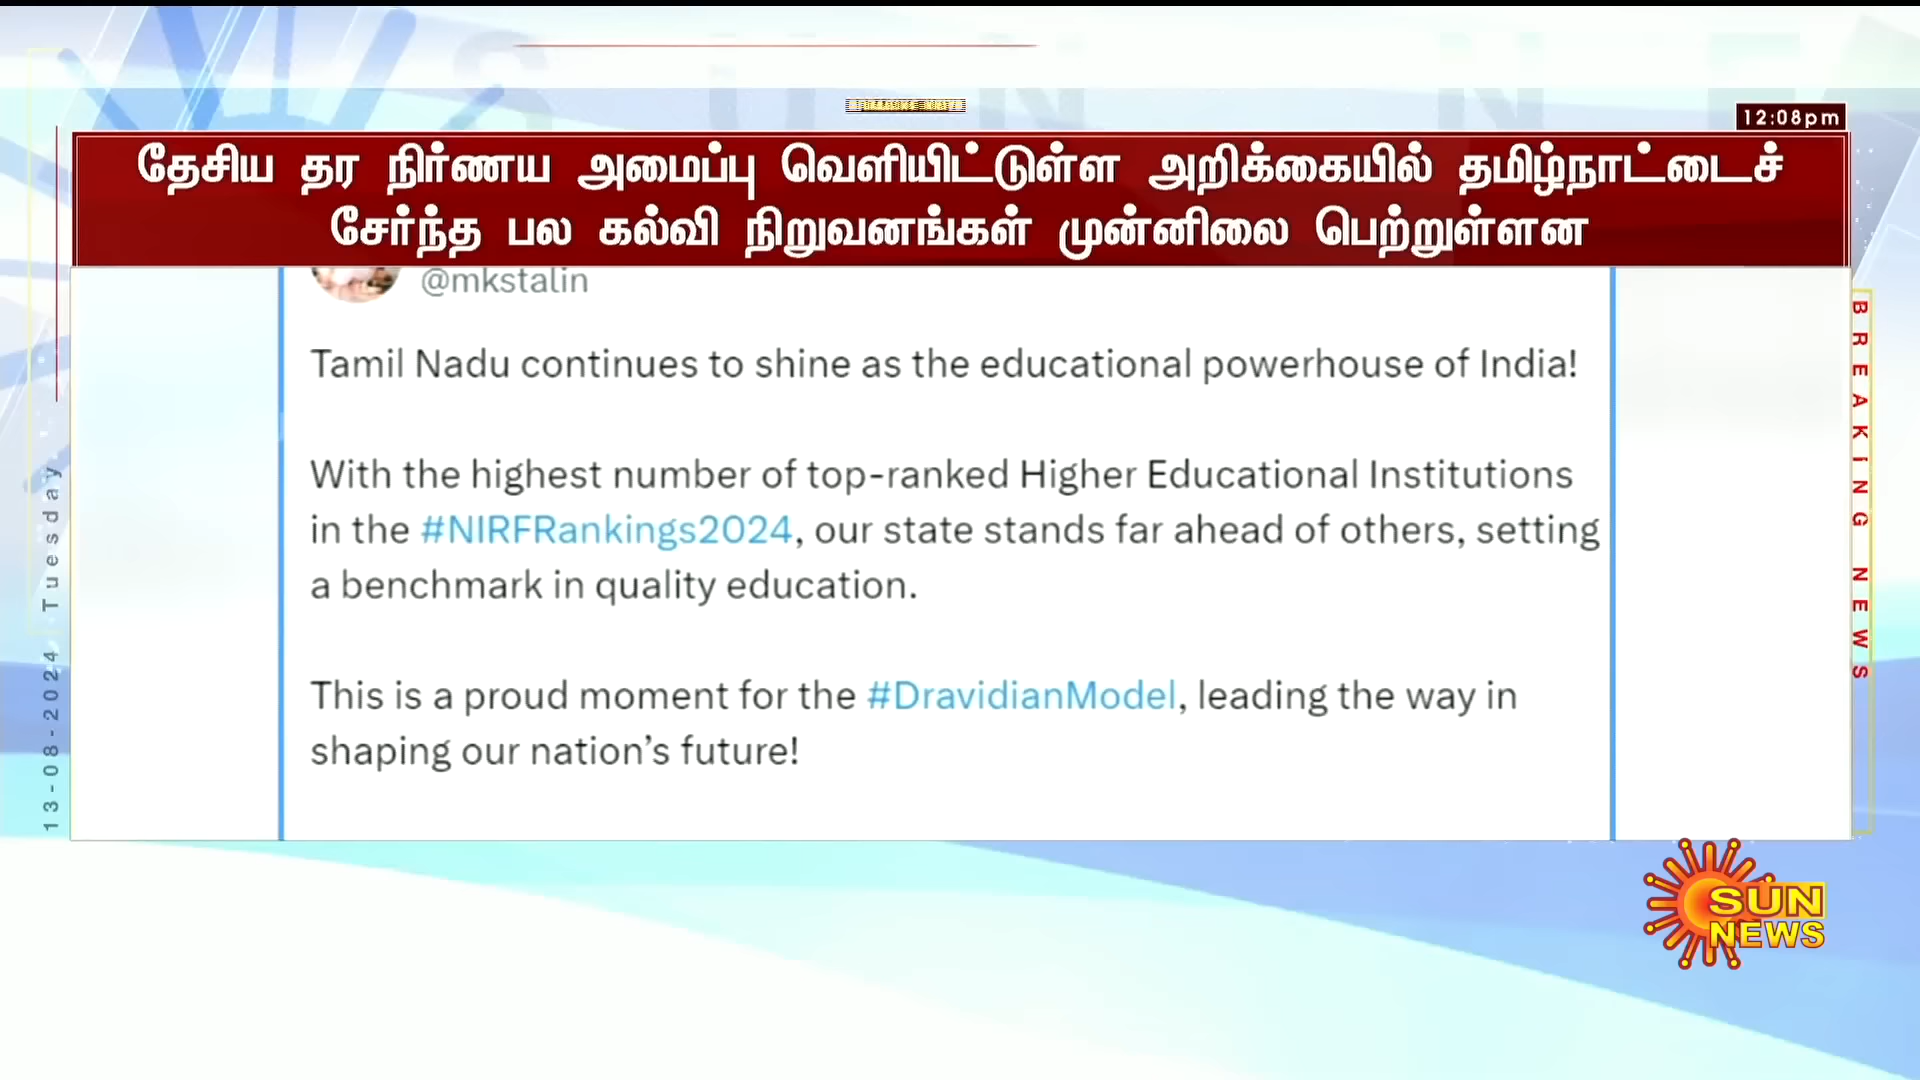 SUN NE
12:08pm
தேசிய தர நிர்ணய அமைப்பு வெளியிட்டுள்ள அறிக்கையில் தமிழ்நாட்டைச்
சேர்ந்த பல கல்வி நிறுவனங்கள் முன்னிலை பெற்றுள்ளன
@mkstalin
Tamil Nadu continues to shine as the educational powerhouse of India!
With the highest number of top-ranked Higher Educational Institutions
in the #NIRFRankings2024, our state stands far ahead of others, setting
a benchmark in quality education.
This is a proud moment for the #DravidianModel, leading the way in
shaping our nation’s future!
13-08-2024 Tuesday
BREAKING NEWS
SUN
NEWS